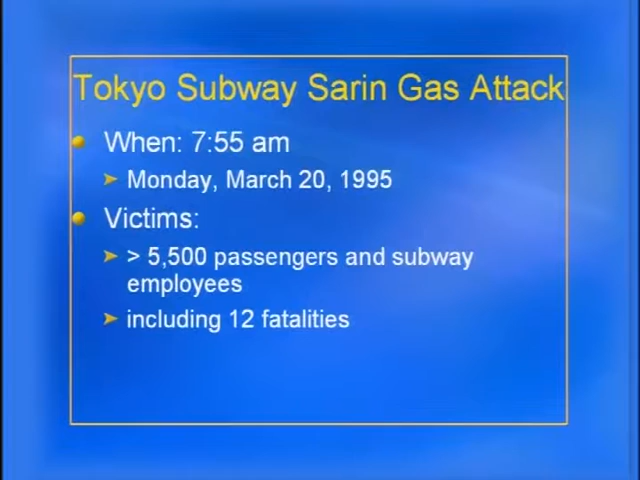 Tokyo Subway Sarin Gas Attack
When: 7:55 am
Monday, March 20, 1995
Victims:
> 5,500 passengers and subway
employees
including 12 fatalities